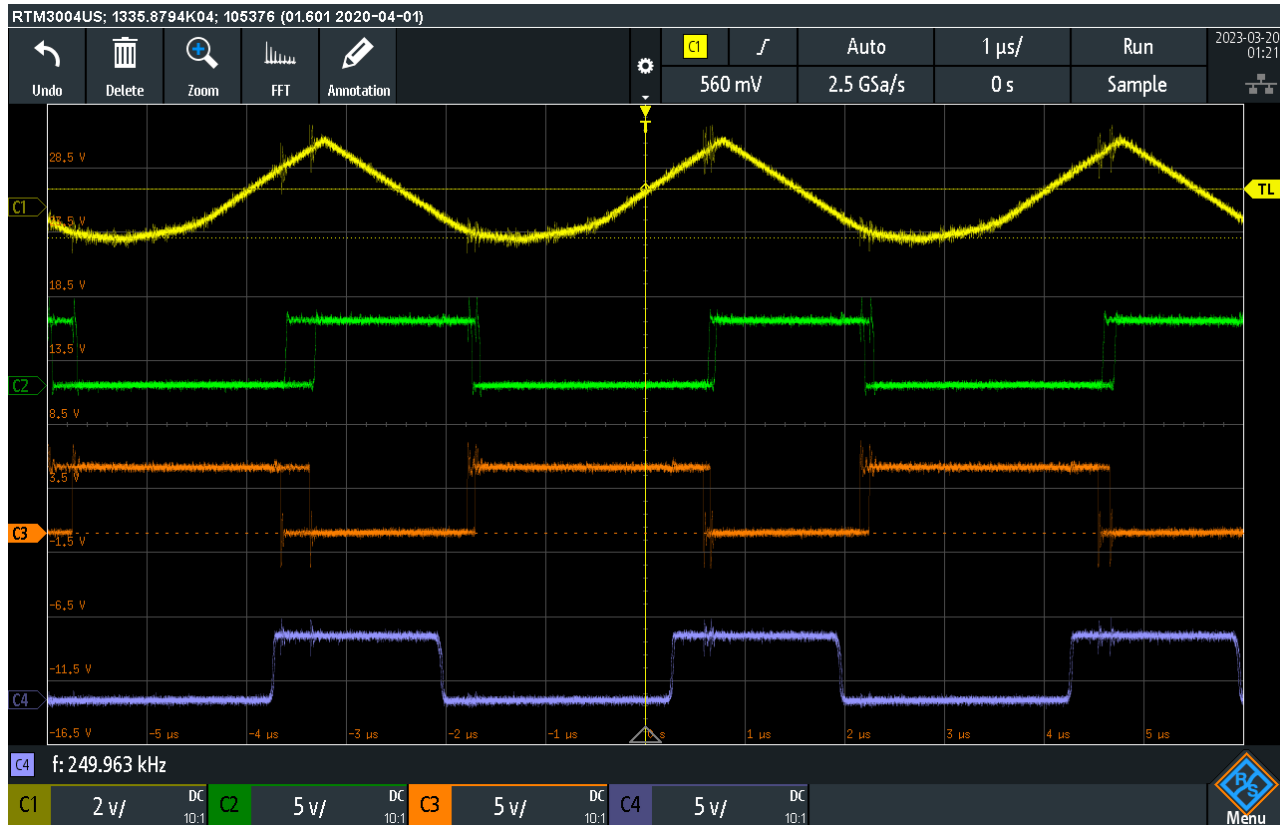 RTM3004US; 1335.8794K04; 105376 (01.601 2020-04-01)
Undo Delete Zoom FFT Annotation
C1 Auto 1 µs/ Run
560 mV 2.5 GSa/s 0 s Sample
2023-03-20
01:21
T
28,5 V
TL
C1
18,5 V
13,5 V
C2
8,5 V
3,5 V
C3
-1,5 V
-6,5 V
-11,5 V
C4
-16,5 V -5 µs -4 µs -3 µs -2 µs -1 µs 0 s 1 µs 2 µs 3 µs 4 µs 5 µs
C4 f: 249.963 kHz
C1 2 V/ DC 10:1 C2 5 V/ DC 10:1 C3 5 V/ DC 10:1 C4 5 V/ DC 10:1
R/S
Menu